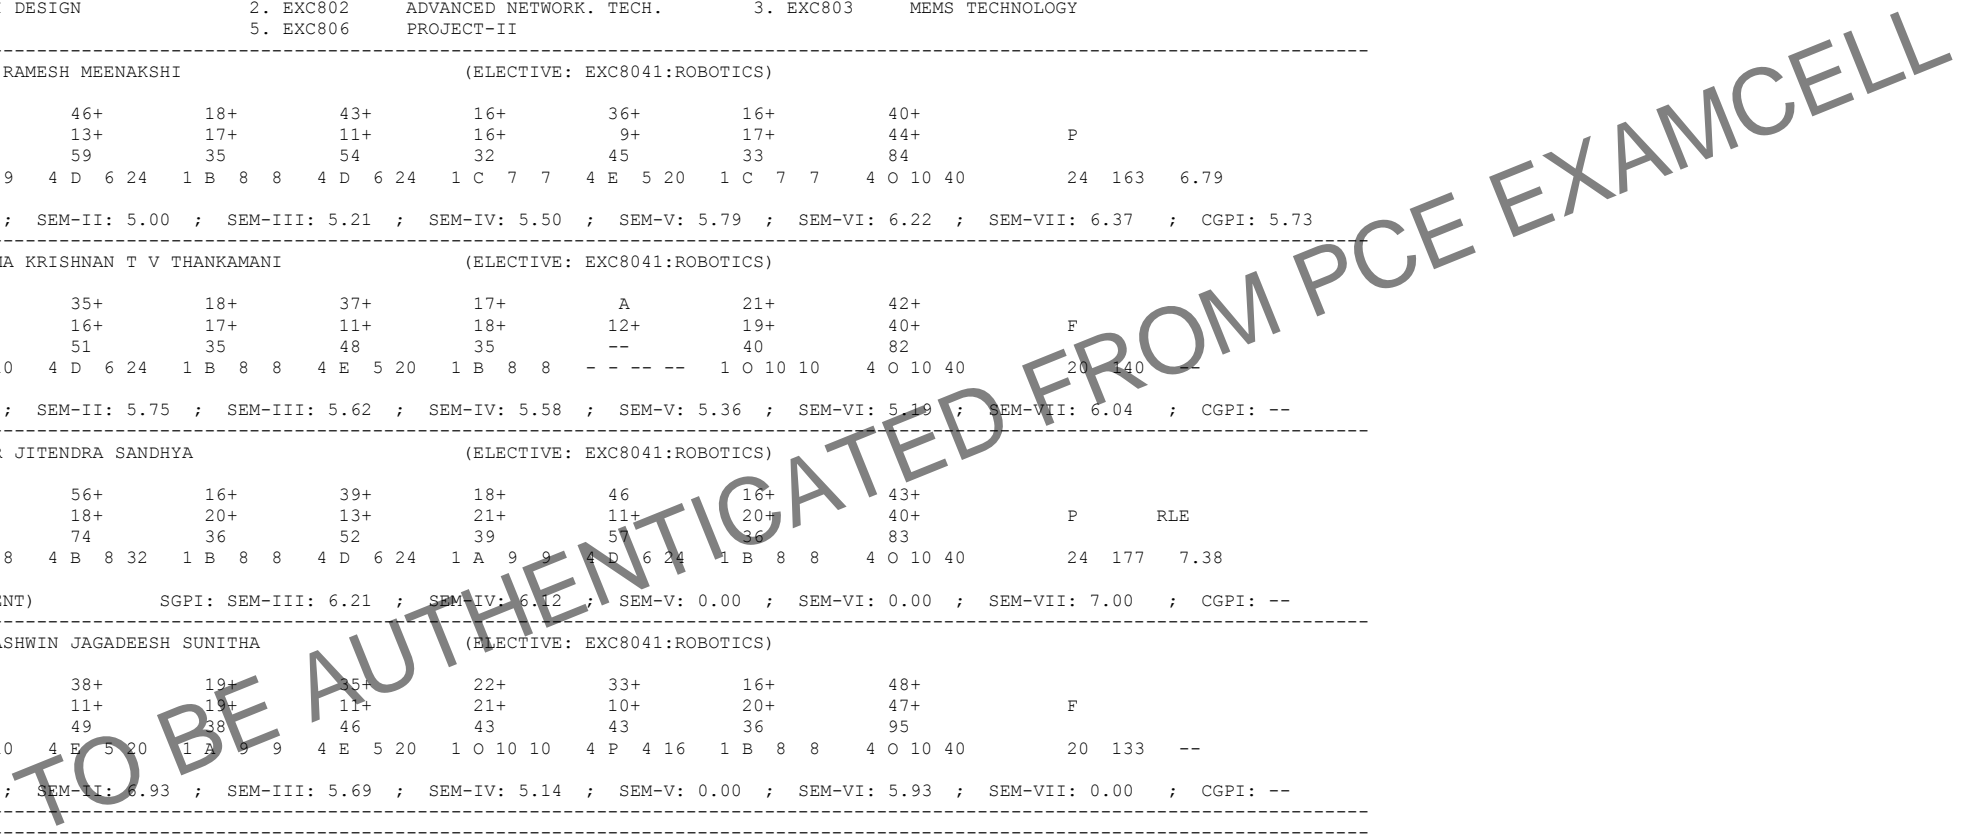 DESIGN 2. EXC802 ADVANCED NETWORK. TECH. 3. EXC803 MEMS TECHNOLOGY
5. EXC806 PROJECT-II
RAMESH MEENAKSHI (ELECTIVE: EXC8041:ROBOTICS)
46+ 18+ 43+ 16+ 36+ 16+ 40+
13+ 17+ 11+ 16+ 9+ 17+ 44+ P
59 35 54 32 45 33 84
9 4 D 6 24 1 B 8 8 4 D 6 24 1 C 7 7 4 E 5 20 1 C 7 7 4 O 10 40 24 163 6.79
; SEM-II: 5.00 ; SEM-III: 5.21 ; SEM-IV: 5.50 ; SEM-V: 5.79 ; SEM-VI: 6.22 ; SEM-VII: 6.37 ; CGPI: 5.73
MA KRISHNAN T V THANKAMANI (ELECTIVE: EXC8041:ROBOTICS)
35+ 18+ 37+ 17+ A 21+ 42+
16+ 17+ 11+ 18+ 12+ 19+ 40+ F
51 35 48 35 -- 40 82
0 4 D 6 24 1 B 8 8 4 E 5 20 1 B 8 8 - - -- -- 1 O 10 10 4 O 10 40 20 140 --
; SEM-II: 5.75 ; SEM-III: 5.62 ; SEM-IV: 5.58 ; SEM-V: 5.36 ; SEM-VI: 5.19 ; SEM-VII: 6.04 ; CGPI: --
R JITENDRA SANDHYA (ELECTIVE: EXC8041:ROBOTICS)
56+ 16+ 39+ 18+ 46 16+ 43+
18+ 20+ 13+ 21+ 11+ 20+ 40+ P RLE
74 36 52 39 57 36 83
8 4 B 8 32 1 B 8 8 4 D 6 24 1 A 9 9 4 D 6 24 1 B 8 8 4 O 10 40 24 177 7.38
ENT) SGPI: SEM-III: 6.21 ; SEM-IV: 6.12 ; SEM-V: 0.00 ; SEM-VI: 0.00 ; SEM-VII: 7.00 ; CGPI: --
ASHWIN JAGADEESH SUNITHA (ELECTIVE: EXC8041:ROBOTICS)
38+ 19+ 35+ 22+ 33+ 16+ 48+
11+ 19+ 11+ 21+ 10+ 20+ 47+ F
49 38 46 43 43 36 95
0 4 E 5 20 1 A 9 9 4 E 5 20 1 O 10 10 4 P 4 16 1 B 8 8 4 O 10 40 20 133 --
; SEM-II: 6.93 ; SEM-III: 5.69 ; SEM-IV: 5.14 ; SEM-V: 0.00 ; SEM-VI: 5.93 ; SEM-VII: 0.00 ; CGPI: --
TO BE AUTHENTICATED FROM PCE EXAMCELL